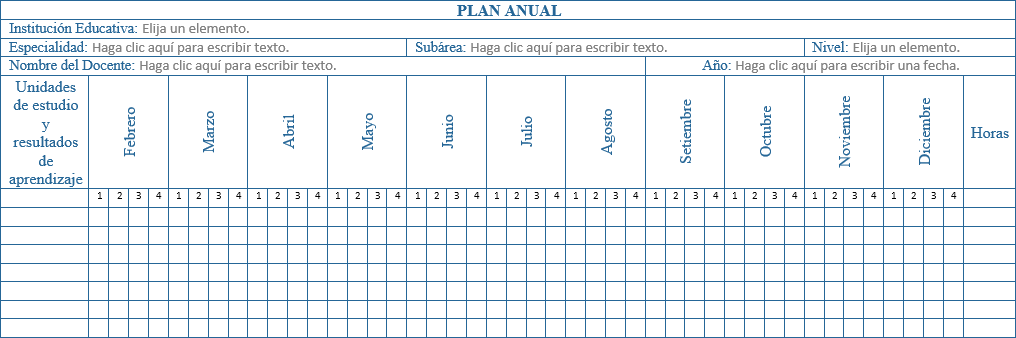 PLAN ANUAL
Institución Educativa: Elija un elemento.
Especialidad: Haga clic aquí para escribir texto. Subárea: Haga clic aquí para escribir texto. Nivel: Elija un elemento.
Nombre del Docente: Haga clic aquí para escribir texto. Año: Haga clic aquí para escribir una fecha.
Unidades
de estudio
y
resultados
de
aprendizaje
Febrero
Marzo
Abril
Mayo
Junio
Julio
Agosto
Setiembre
Octubre
Noviembre
Diciembre
Horas
1 2 3 4 1 2 3 4 1 2 3 4 1 2 3 4 1 2 3 4 1 2 3 4 1 2 3 4 1 2 3 4 1 2 3 4 1 2 3 4 1 2 3 4